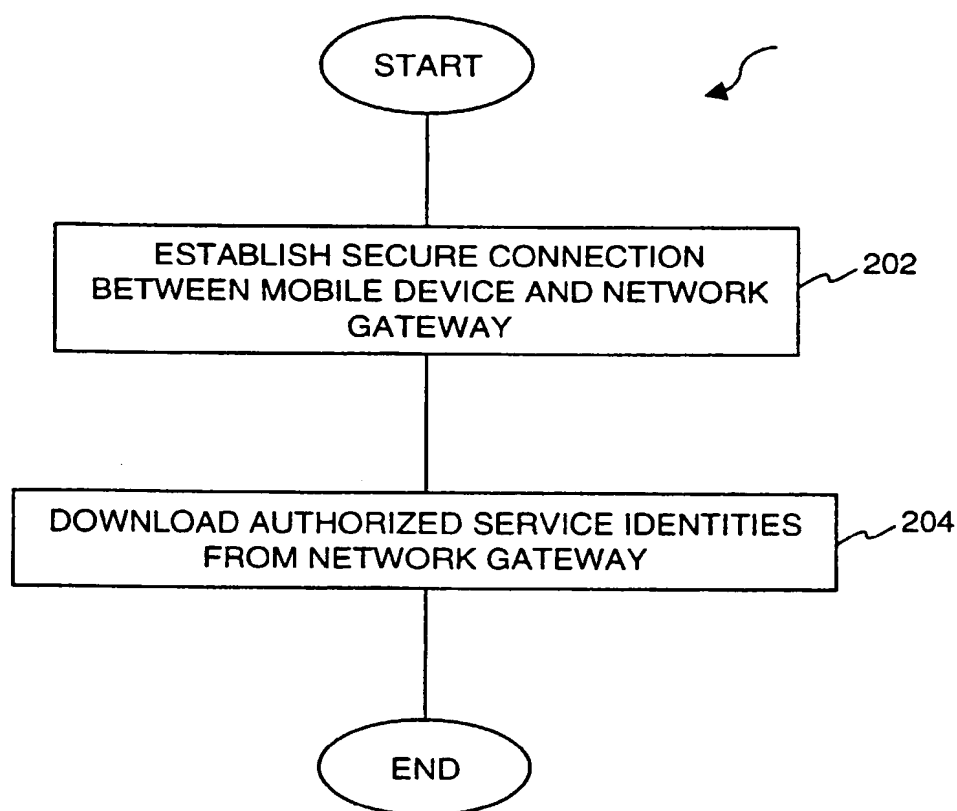 START
ESTABLISH SECURE CONNECTION
BETWEEN MOBILE DEVICE AND NETWORK
GATEWAY
202
DOWNLOAD AUTHORIZED SERVICE IDENTITIES
FROM NETWORK GATEWAY
204
END